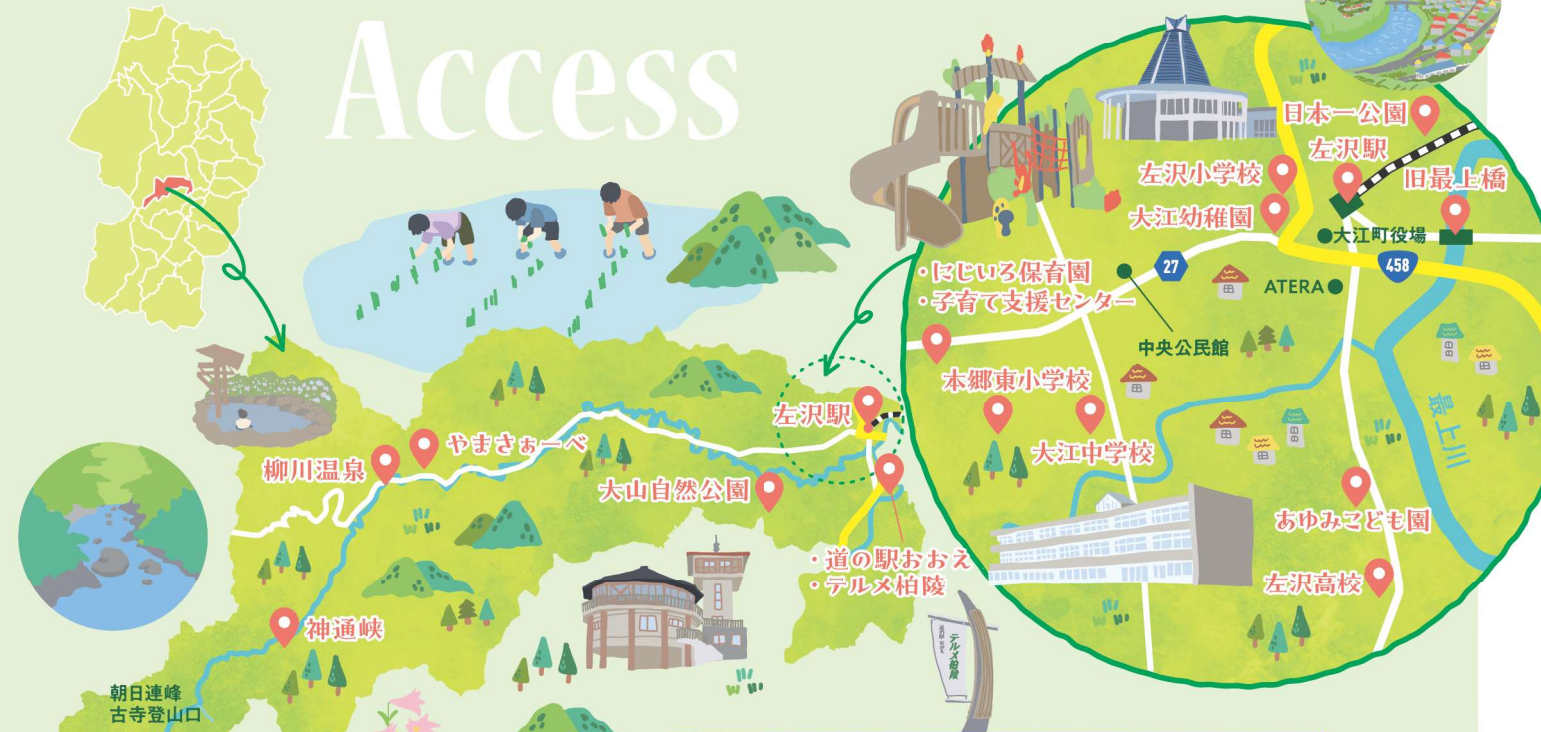 Access
日本一公園
左沢駅
左沢小学校
旧最上橋
大江幼稚園
大江町役場
458
27
・にじいろ保育園
・子育て支援センター
ATERA
中央公民館
本郷東小学校
大江中学校
最上川
あゆみこども園
左沢高校
左沢駅
やまさぁーべ
柳川温泉
大山自然公園
・道の駅おおえ
・テルメ柏陵
テルメ柏陵
神通峡
朝日連峰
古寺登山口